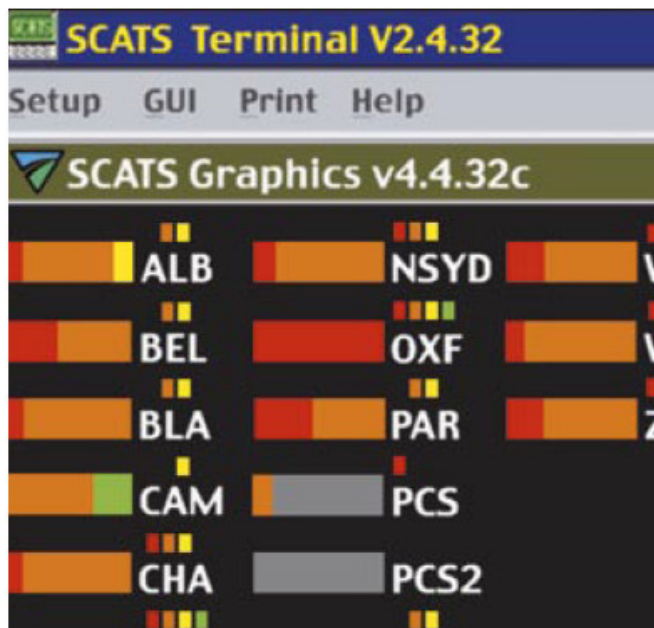 SCATS Terminal V2.4.32
Setup GUI Print Help
SCATS Graphics v4.4.32c
ALB NSYD
BEL OXF
BLA PAR
CAM PCS
CHA PCS2